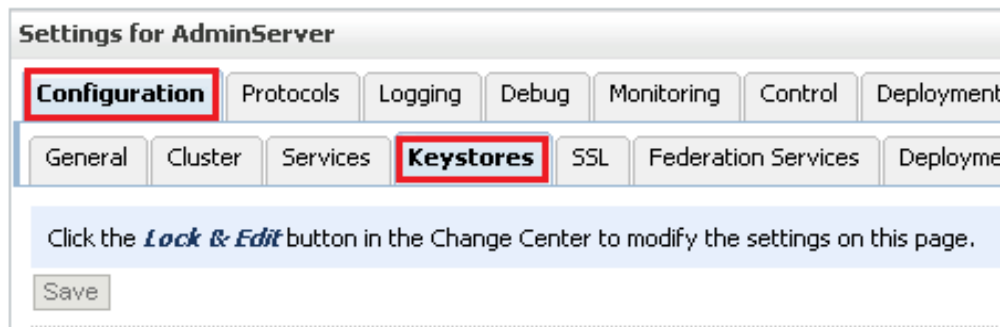 Settings for AdminServer
Configuration Protocols Logging Debug Monitoring Control Deployment
General Cluster Services Keystores SSL Federation Services Deployme
Click the Lock & Edit button in the Change Center to modify the settings on this page.
Save